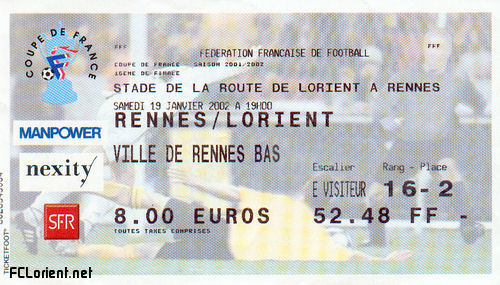 COUPE DE FRANCE
FFF FEDERATION FRANCAISE DE FOOTBALL FFF
COUPE DE FRANCE SAISON 2001/2002
16EME DE FINALE
STADE DE LA ROUTE DE LORIENT A RENNES
SAMEDI 19 JANVIER 2002 A 19H00
RENNES/LORIENT
VILLE DE RENNES BAS
MANPOWER
nexity
SFR
Escalier Rang - Place
E VISITEUR 16 - 2
8.00 EUROS 52.48 FF -
TOUTES TAXES COMPRISES
TICKETFOOT
FCLorient.net